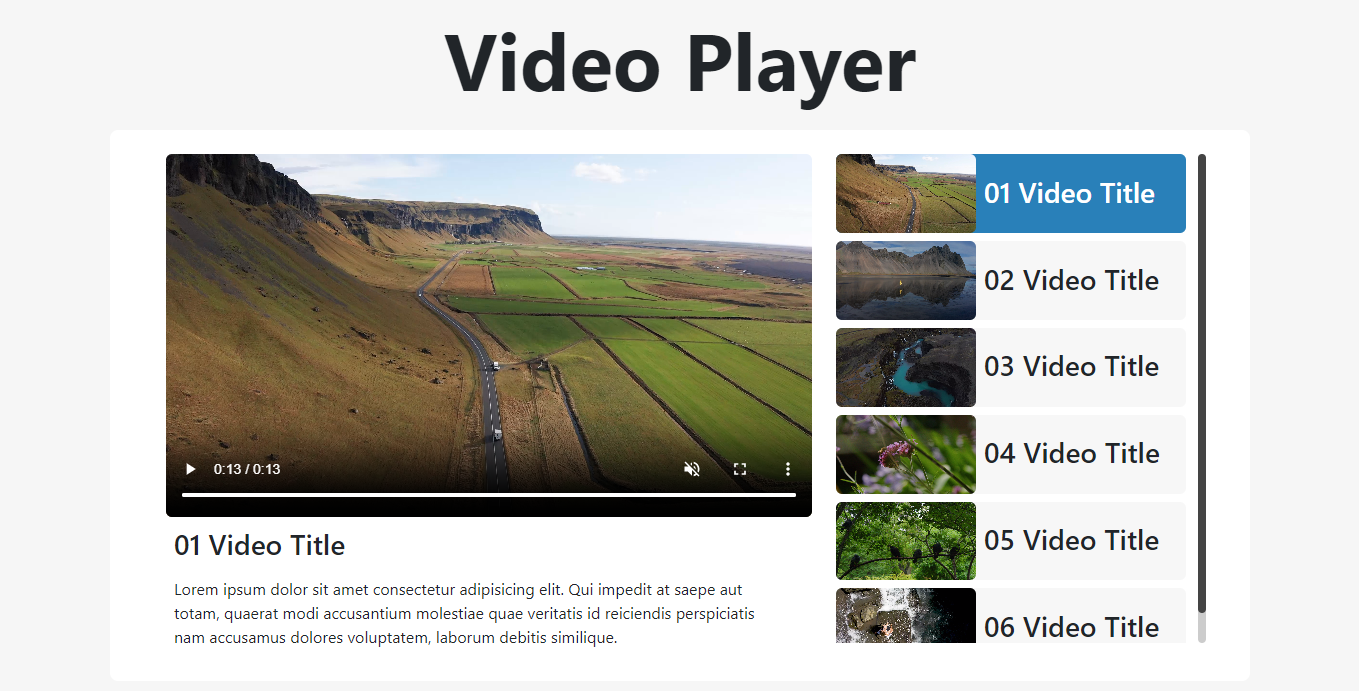 Video Player
0:13 / 0:13
01 Video Title
Lorem ipsum dolor sit amet consectetur adipisicing elit. Qui impedit at saepe aut
totam, quaerat modi accusantium molestiae quae veritatis id reiciendis perspiciatis
nam accusamus dolores voluptatem, laborum debitis similique.
01 Video Title
02 Video Title
03 Video Title
04 Video Title
05 Video Title
06 Video Title